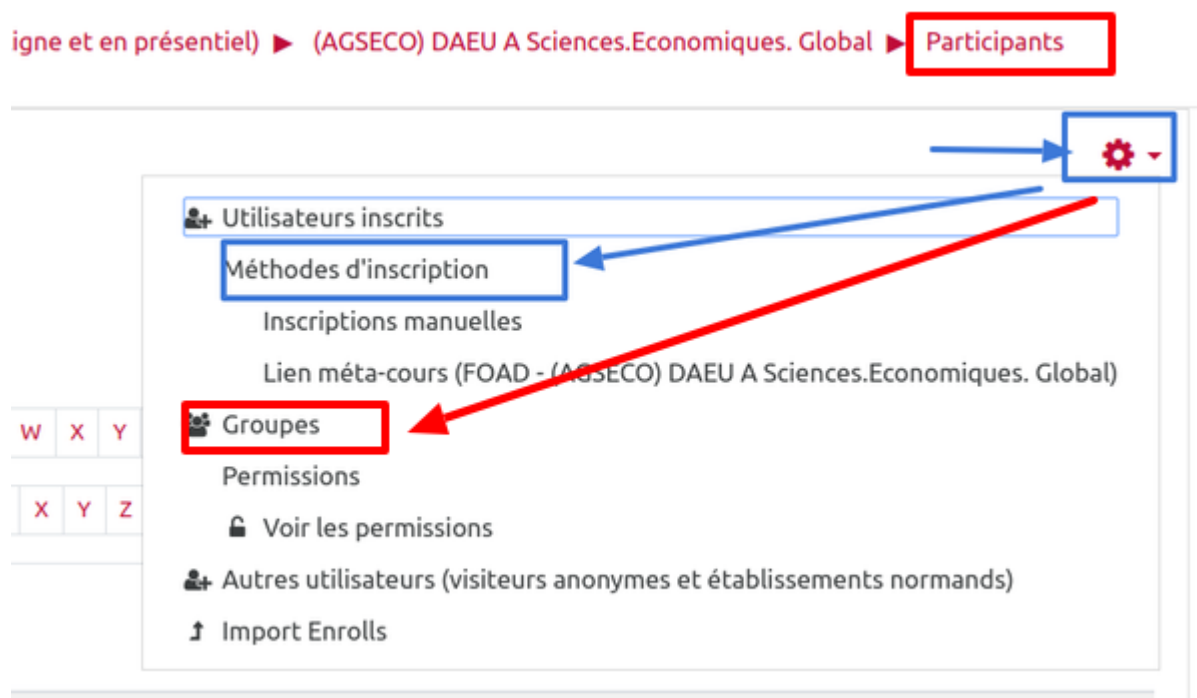 igne et en présentiel) ▶ (AGSECO) DAEU A Sciences.Economiques. Global ▶ Participants
Utilisateurs inscrits
Méthodes d'inscription
Inscriptions manuelles
Lien méta-cours (FOAD - (AGSECO) DAEU A Sciences.Economiques. Global)
W X Y
Groupes
Permissions
X Y Z
Voir les permissions
Autres utilisateurs (visiteurs anonymes et établissements normands)
Import Enrolls